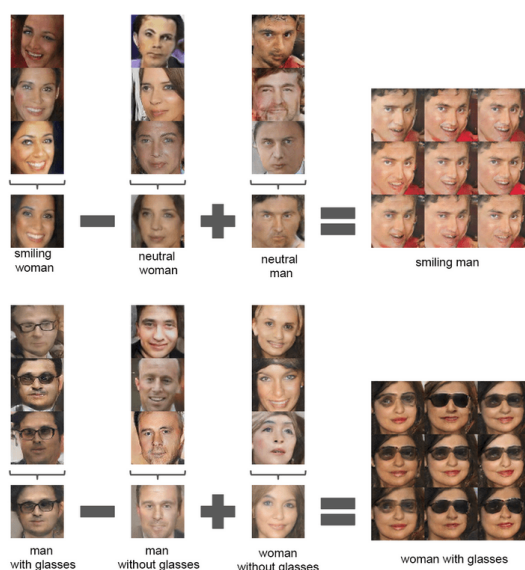 smiling
woman
neutral
woman
neutral
man
smiling man
man
with glasses
man
without glasses
woman
without glasses
woman with glasses